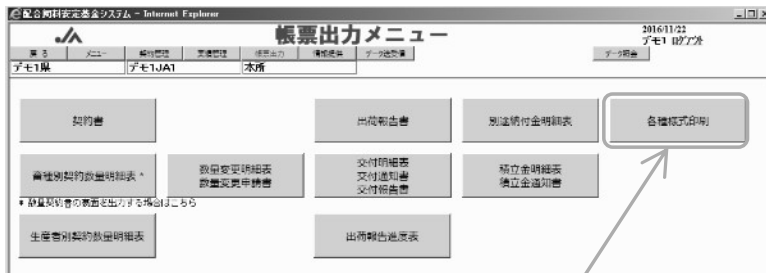 配合飼料安定基金システム - Internet Explorer
JA
帳票出力メニュー
2016/11/22
デモ1 ログアウト
戻る メニュー 契約管理 実績管理 帳票出力 情報提供 データ送受信 データ照会
デモ1県 デモ1JA1 本所
契約書 出荷報告書 別途納付金明細表 各種様式印刷
畜種別契約数量明細表 *
数量変更明細表
数量変更申請書
交付明細表
交付通知書
交付報告書
積立金明細表
積立金通知書
* 数量契約書の裏面を出力する場合はこちら
生産者別契約数量明細表 出荷報告進度表